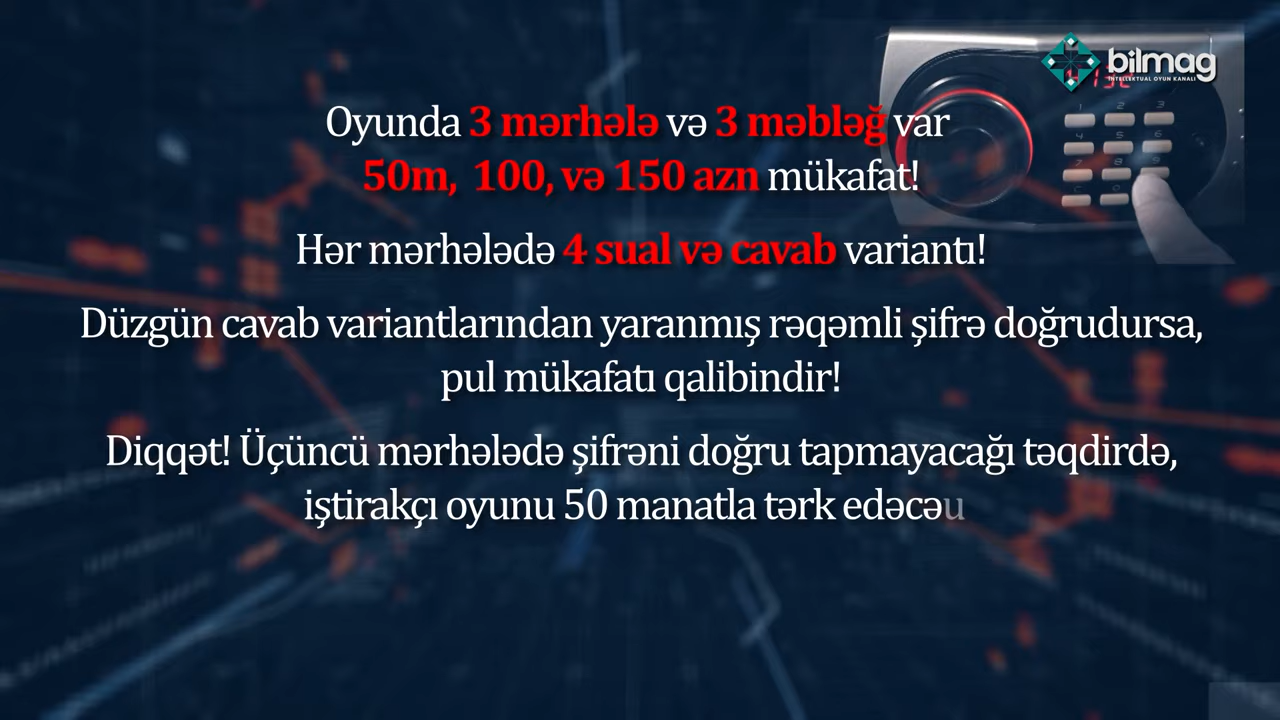 bilmag
İNTELLEKTUAL OYUN KANALI
Oyunda 3 mərhələ və 3 məbləğ var
50m, 100, və 150 azn mükafat!
Hər mərhələdə 4 sual və cavab variantı!
Düzgün cavab variantlarından yaranmış rəqəmli şifrə doğrudursa,
pul mükafatı qalibindir!
Diqqət! Üçüncü mərhələdə şifrəni doğru tapmayacağı təqdirdə,
iştirakçı oyunu 50 manatla tərk edəcəu